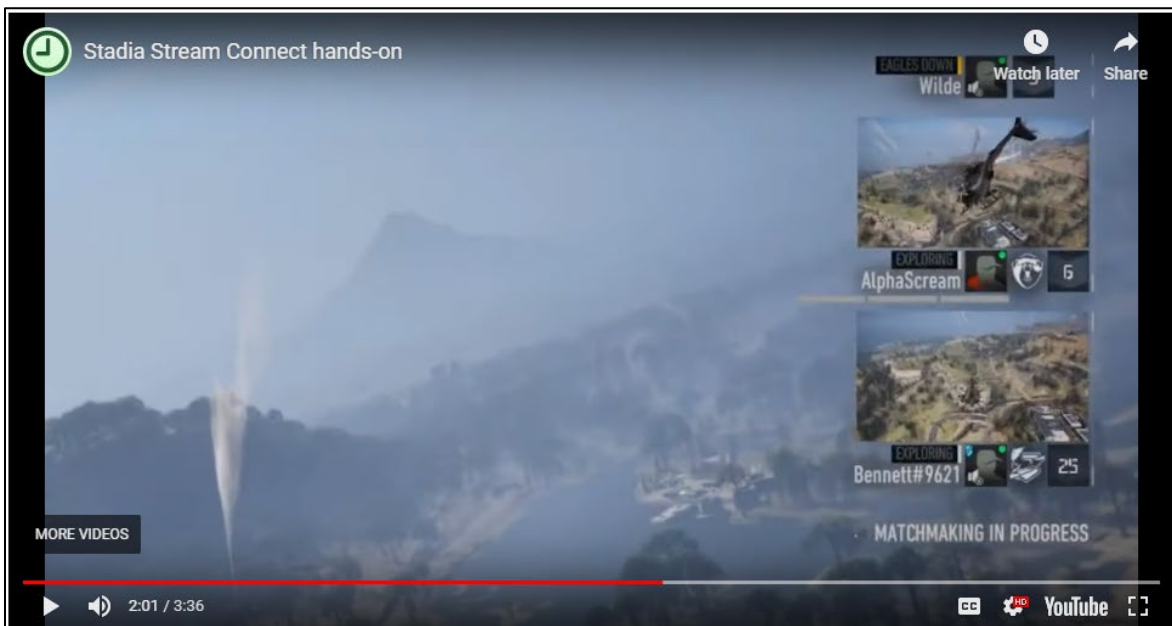 Stadia Stream Connect hands-on
Watch later
Share
EAGLES DOWN
Wilde
EXPLORING
AlphaScream
6
EXPLORING
Bennett#9621
25
MORE VIDEOS
MATCHMAKING IN PROGRESS
2:01 / 3:36
CC
HD
YouTube